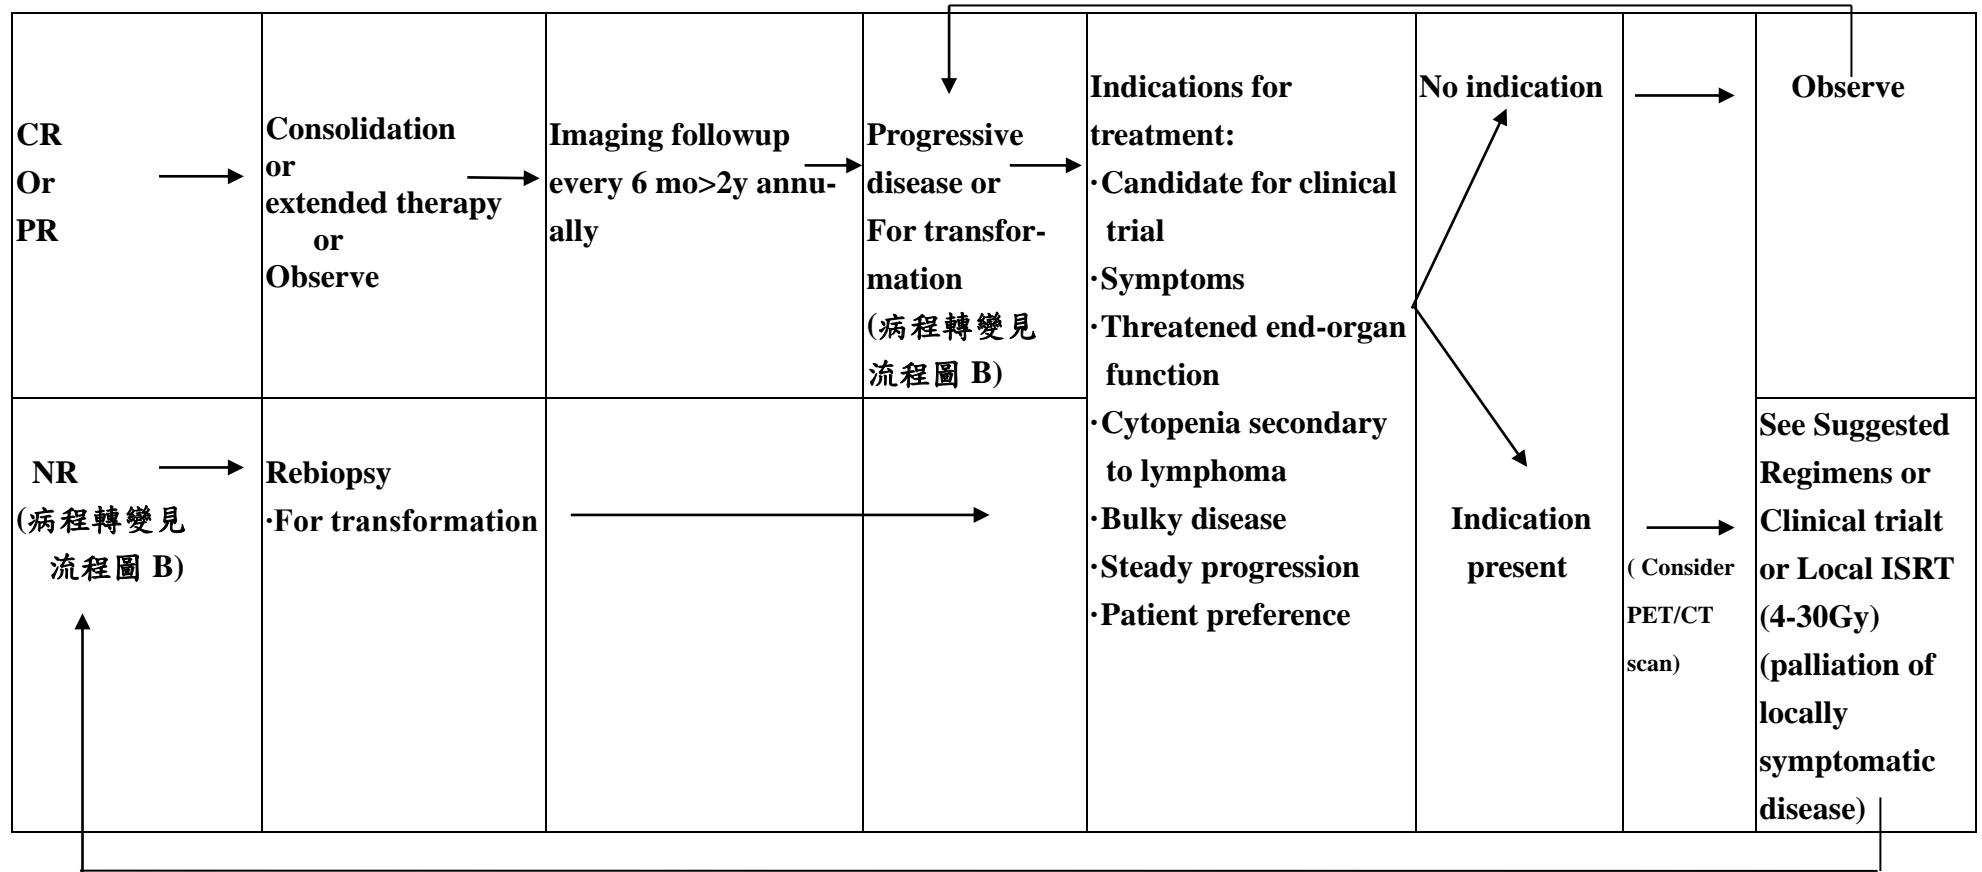 CR
Or
PR
Consolidation
or
extended therapy
or
Observe
Imaging followup
every 6 mo>2y annu-
ally
Progressive
disease or
For transfor-
mation
(病程轉變見
流程圖 B)
Indications for
treatment:
·Candidate for clinical
trial
·Symptoms
·Threatened end-organ
function
·Cytopenia secondary
to lymphoma
·Bulky disease
·Steady progression
·Patient preference
No indication
Observe
NR
(病程轉變見
流程圖 B)
Rebiopsy
·For transformation
Indication
present
( Consider
PET/CT
scan)
See Suggested
Regimens or
Clinical trialt
or Local ISRT
(4-30Gy)
(palliation of
locally
symptomatic
disease)